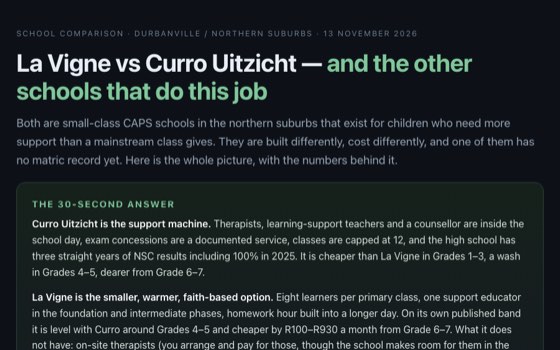 SCHOOL COMPARISON · DURBANVILLE / NORTHERN SUBURBS · 13 NOVEMBER 2026
La Vigne vs Curro Uitzicht — and the other
schools that do this job
Both are small-class CAPS schools in the northern suburbs that exist for children who need more
support than a mainstream class gives. They are built differently, cost differently, and one of them has
no matric record yet. Here is the whole picture, with the numbers behind it.
THE 30-SECOND ANSWER
Curro Uitzicht is the support machine. Therapists, learning-support teachers and a counsellor are inside the
school day, exam concessions are a documented service, classes are capped at 12, and the high school has
three straight years of NSC results including 100% in 2025. It is cheaper than La Vigne in Grades 1–3, a wash
in Grades 4–5, dearer from Grade 6–7.
La Vigne is the smaller, warmer, faith-based option. Eight learners per primary class, one support educator
in the foundation and intermediate phases, homework hour built into a longer day. On its own published band
it is level with Curro around Grades 4–5 and cheaper by R100–R930 a month from Grade 6–7. What it does
not have: on-site therapists (you arrange and pay for those, though the school makes room for them in the